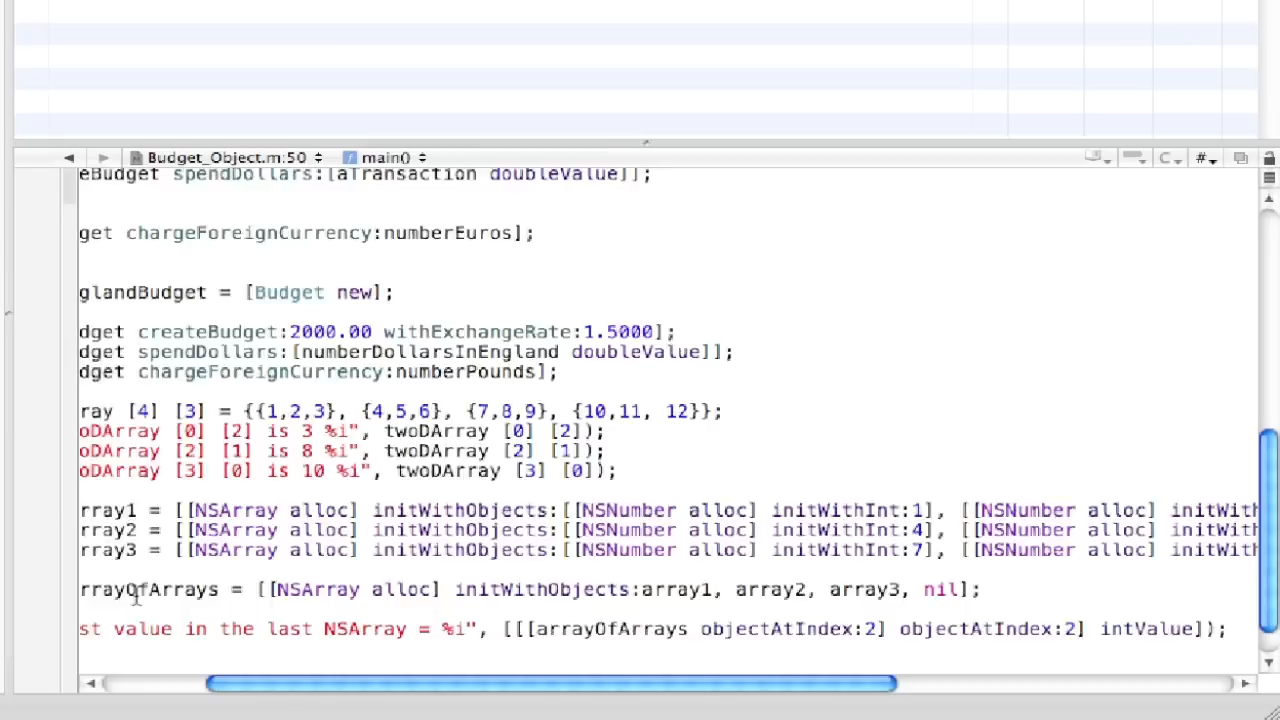 Budget_Object.m:50 main() C #
eBudget spendDollars:[aTransaction doubleValue]];
get chargeForeignCurrency:numberEuros];
glandBudget = [Budget new];
dget createBudget:2000.00 withExchangeRate:1.5000];
dget spendDollars:[numberDollarsInEngland doubleValue]];
dget chargeForeignCurrency:numberPounds];
ray [4] [3] = {{1,2,3}, {4,5,6}, {7,8,9}, {10,11, 12}};
oDArray [0] [2] is 3 %i", twoDArray [0] [2]);
oDArray [2] [1] is 8 %i", twoDArray [2] [1]);
oDArray [3] [0] is 10 %i", twoDArray [3] [0]);
rray1 = [[NSArray alloc] initWithObjects:[[NSNumber alloc] initWithInt:1], [[NSNumber alloc] initWith
rray2 = [[NSArray alloc] initWithObjects:[[NSNumber alloc] initWithInt:4], [[NSNumber alloc] initWith
rray3 = [[NSArray alloc] initWithObjects:[[NSNumber alloc] initWithInt:7], [[NSNumber alloc] initWith
rrayOfArrays = [[NSArray alloc] initWithObjects:array1, array2, array3, nil];
st value in the last NSArray = %i", [[[arrayOfArrays objectAtIndex:2] objectAtIndex:2] intValue]);